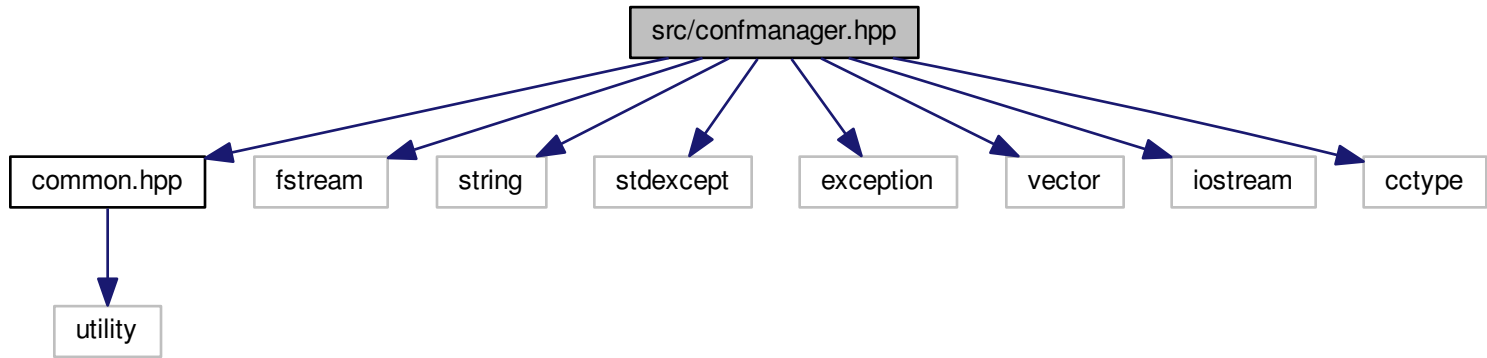 src/confmanager.hpp
common.hpp
fstream
string
stdexcept
exception
vector
iostream
cctype
utility